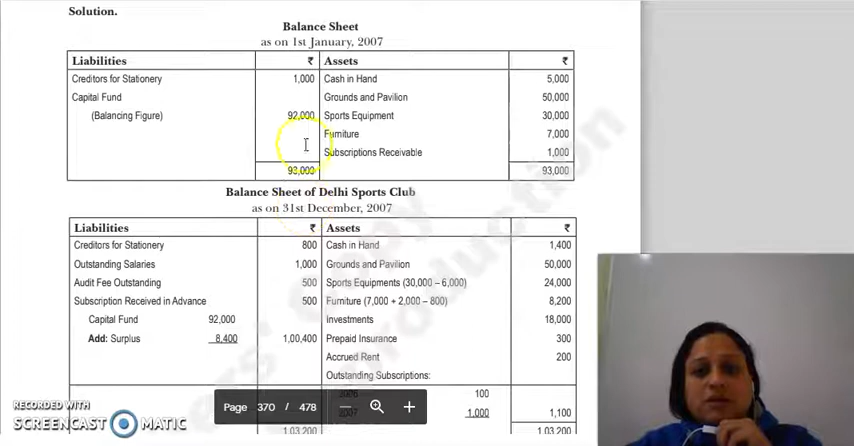 Solution.
Balance Sheet
as on 1st January, 2007
Liabilities ₹ Assets ₹
Creditors for Stationery 1,000 Cash in Hand 5,000
Capital Fund Grounds and Pavilion 50,000
(Balancing Figure) 92,000 Sports Equipment 30,000
Furniture 7,000
Subscriptions Receivable 1,000
93,000 93,000
Balance Sheet of Delhi Sports Club
as on 31st December, 2007
Liabilities ₹ Assets ₹
Creditors for Stationery 800 Cash in Hand 1,400
Outstanding Salaries 1,000 Grounds and Pavilion 50,000
Audit Fee Outstanding 500 Sports Equipments (30,000 – 6,000) 24,000
Subscription Received in Advance 500 Furniture (7,000 + 2,000 – 800) 8,200
Capital Fund 92,000 Investments 18,000
Add: Surplus 8,400 1,00,400 Prepaid Insurance 300
Accrued Rent 200
Outstanding Subscriptions:
100
1,000 1,100
1,03,200 1,03,200
Page 370 / 478
RECORDED WITH
SCREENCAST MATIC